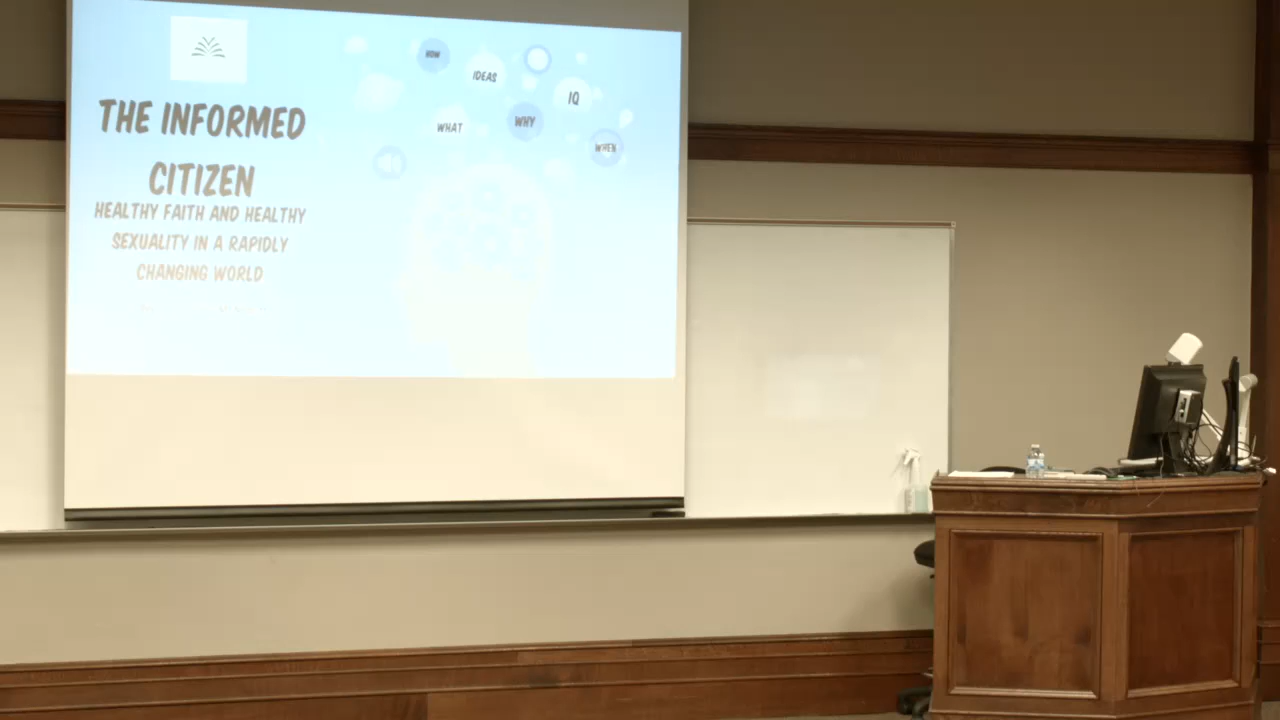 THE INFORMED
CITIZEN
HEALTHY FAITH AND HEALTHY
SEXUALITY IN A RAPIDLY
CHANGING WORLD
HOW
IDEAS
IQ
WHAT
WHY
WHEN